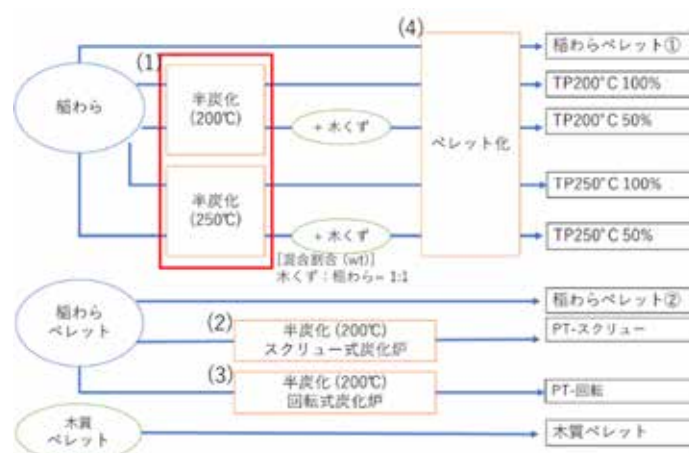 (1)
(4)
稲わら
半炭化
(200℃)
+ 木くず
ペレット化
稲わらペレット①
TP200°C 100%
TP200°C 50%
半炭化
(250℃)
+ 木くず
TP250°C 100%
TP250°C 50%
[混合割合 (wt)]
木くず：稲わら= 1:1
稲わら
ペレット
(2)
半炭化 (200℃)
スクリュー式炭化炉
(3)
半炭化 (200℃)
回転式炭化炉
稲わらペレット②
PT-スクリュー
PT-回転
木質
ペレット
木質ペレット